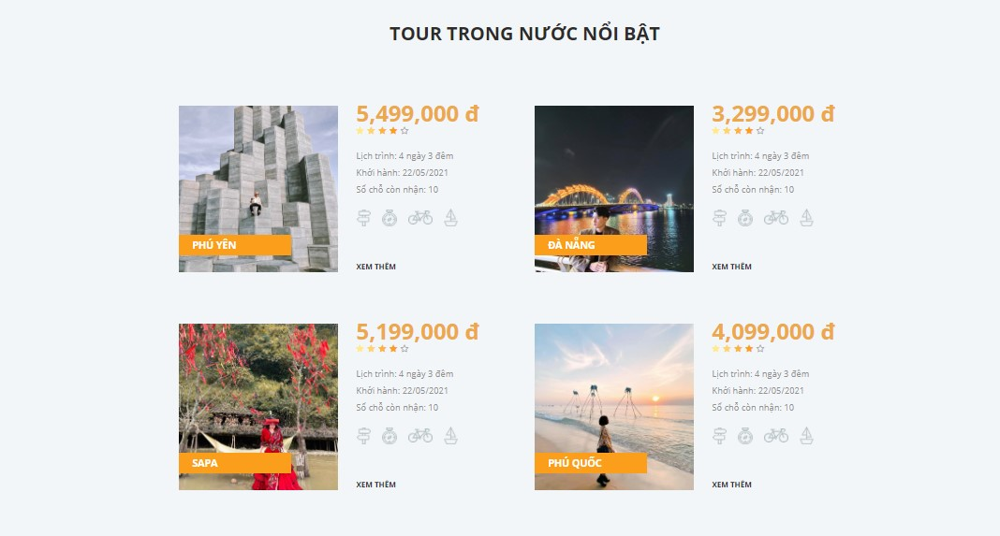 TOUR TRONG NƯỚC NỔI BẬT
5,499,000 đ
Lịch trình: 4 ngày 3 đêm
Khởi hành: 22/05/2021
Số chỗ còn nhận: 10
PHÚ YÊN
XEM THÊM
3,299,000 đ
Lịch trình: 4 ngày 3 đêm
Khởi hành: 22/05/2021
Số chỗ còn nhận: 10
ĐÀ NẴNG
XEM THÊM
5,199,000 đ
Lịch trình: 4 ngày 3 đêm
Khởi hành: 22/05/2021
Số chỗ còn nhận: 10
SAPA
XEM THÊM
4,099,000 đ
Lịch trình: 4 ngày 3 đêm
Khởi hành: 22/05/2021
Số chỗ còn nhận: 10
PHÚ QUỐC
XEM THÊM